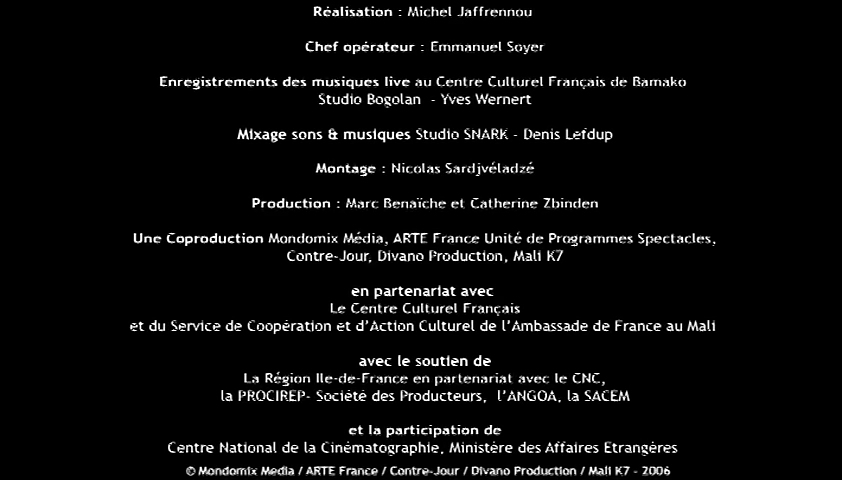 Réalisation : Michel Jaffrennou
Chef opérateur : Emmanuel Soyer
Enregistrements des musiques live au Centre Culturel Français de Bamako
Studio Bogolan - Yves Wernert
Mixage sons & musiques Studio SNARK - Denis Lefdup
Montage : Nicolas Sardjvéladzé
Production : Marc Benaïche et Catherine Zbinden
Une Coproduction Mondomix Média, ARTE France Unité de Programmes Spectacles,
Contre-Jour, Divano Production, Mali K7
en partenariat avec
Le Centre Culturel Français
et du Service de Coopération et d'Action Culturel de l'Ambassade de France au Mali
avec le soutien de
La Région Ile-de-France en partenariat avec le CNC,
la PROCIREP- Société des Producteurs, l'ANGOA, la SACEM
et la participation de
Centre National de la Cinématographie, Ministère des Affaires Etrangères
© Mondomix Media / ARTE France / Contre-Jour / Divano Production / Mali K7 - 2006